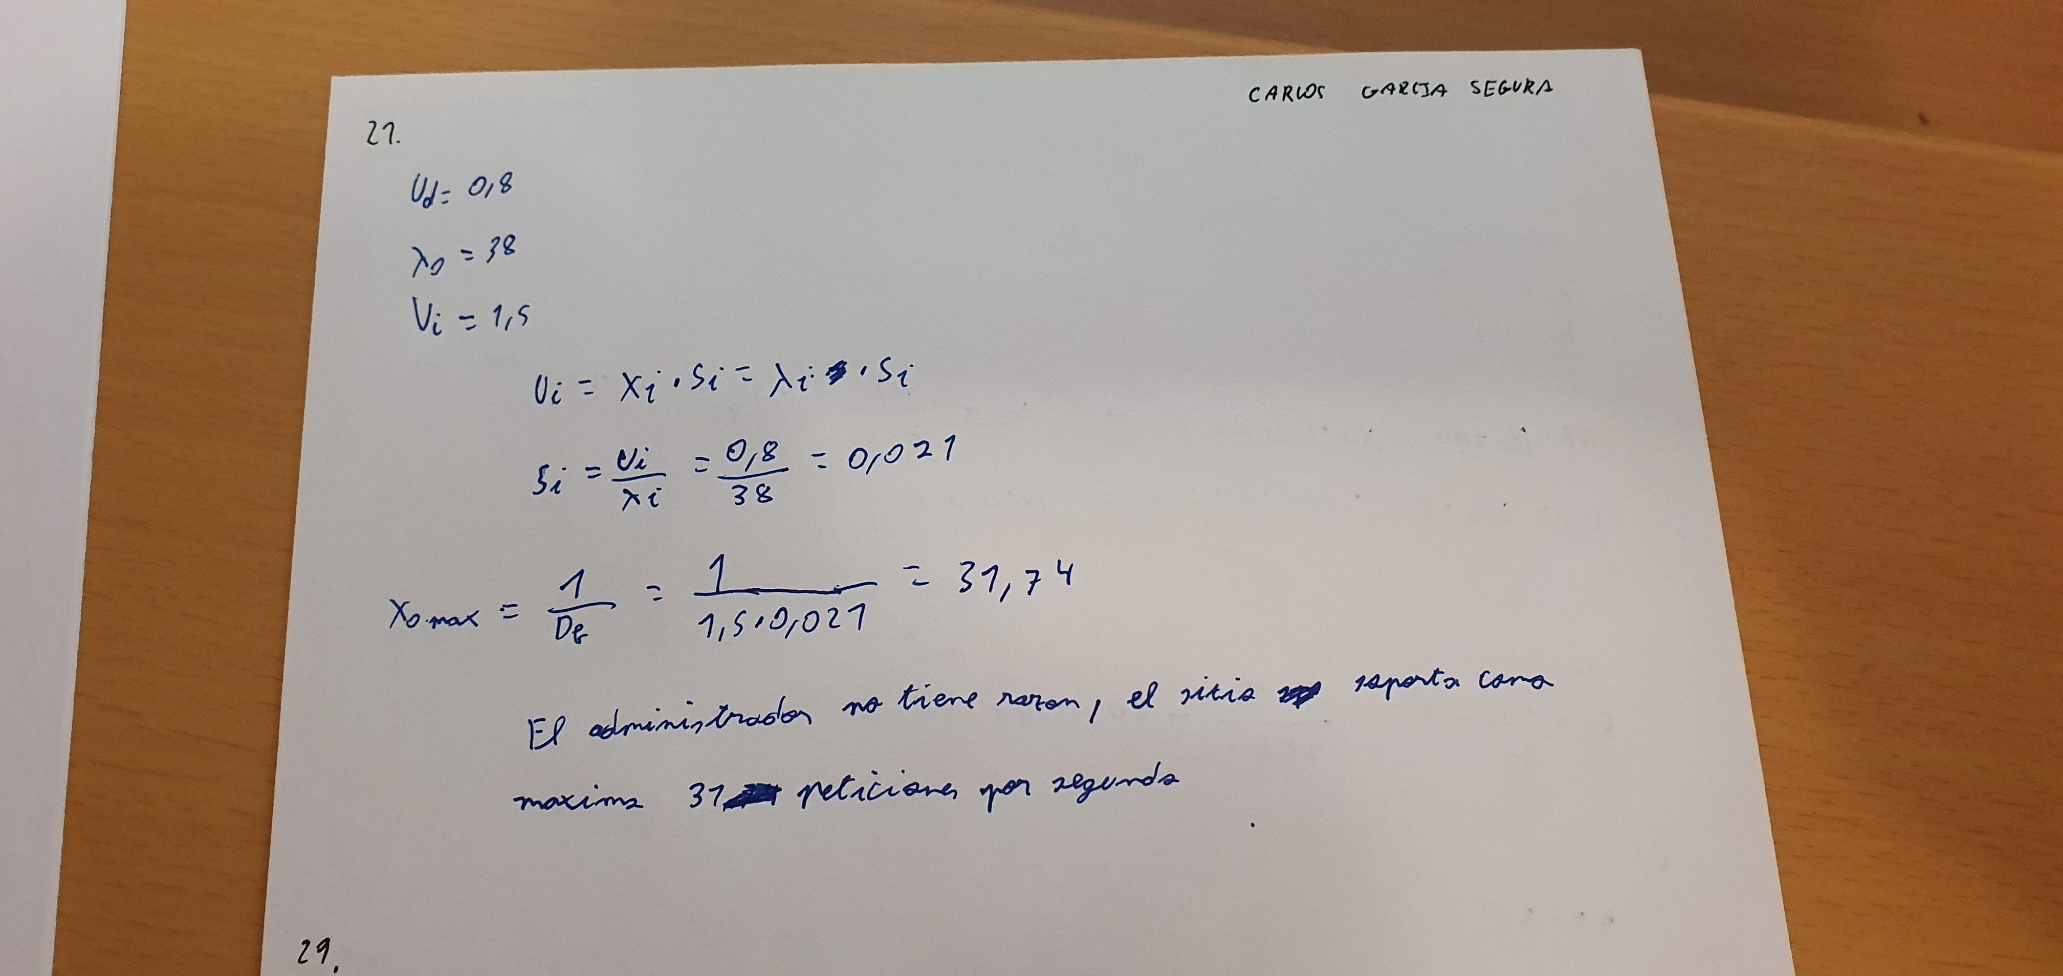 CARLOS GARCIA SEGURA
21.
Ud = 0,8
λ0 = 38
Vi = 1,5
Ui = Xi · Si = λi · Si
Si = Ui / λi = 0,8 / 38 = 0,021
X0 max = 1 / Db = 1 / 1,5·0,021 = 31,74
El administrador no tiene razon, el sitio soporta como
maximo 31 peticiones por segundo
29.